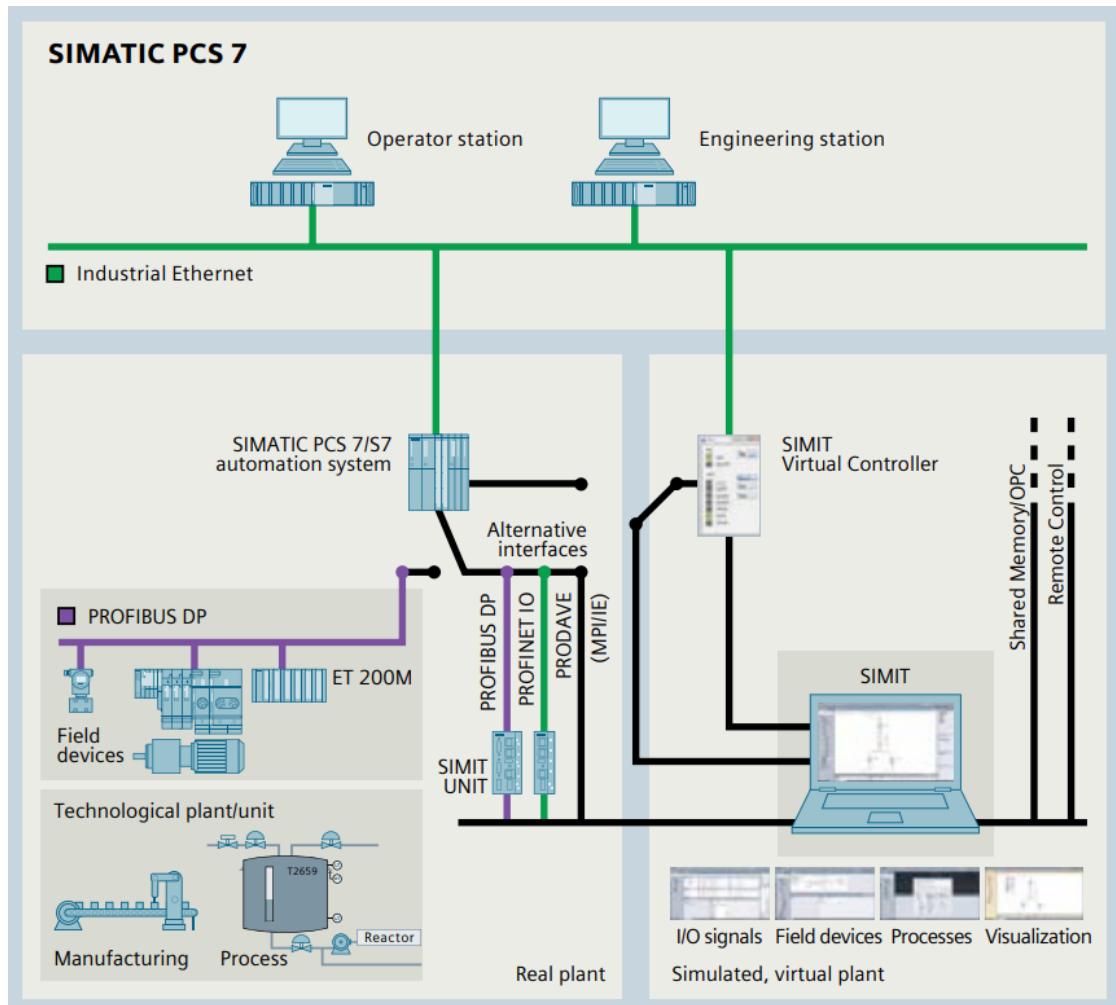 SIMATIC PCS 7
Operator station
Engineering station
Industrial Ethernet
SIMATIC PCS 7/S7
automation system
SIMIT
Virtual Controller
Alternative
interfaces
PROFIBUS DP
PROFINET IO
PRODAVE
(MPI/IE)
Shared Memory/OPC
Remote Control
PROFIBUS DP
ET 200M
Field
devices
SIMIT
UNIT
SIMIT
Technological plant/unit
T2659
Reactor
Manufacturing
Process
I/O signals
Field devices
Processes
Visualization
Real plant
Simulated, virtual plant